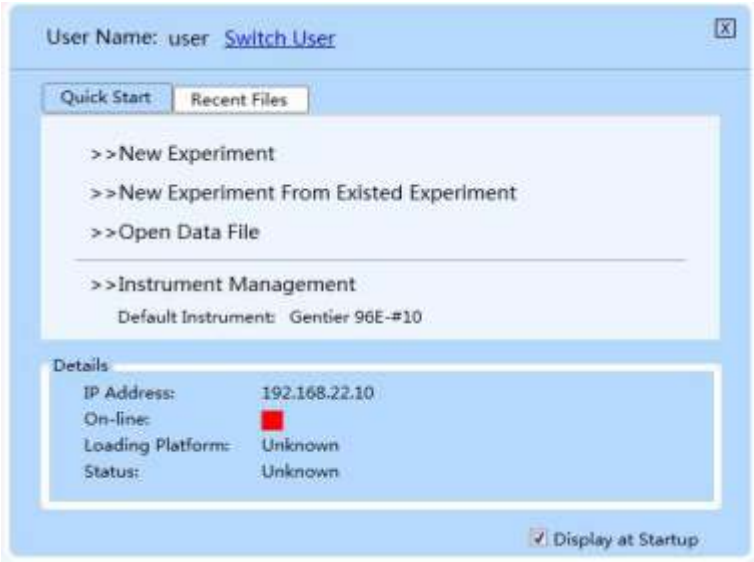 User Name: user Switch User
X
Quick Start Recent Files
>>New Experiment
>>New Experiment From Existed Experiment
>>Open Data File
>>Instrument Management
Default Instrument: Gentier 96E-#10
Details
IP Address: 192.168.22.10
On-line:
Loading Platform: Unknown
Status: Unknown
Display at Startup